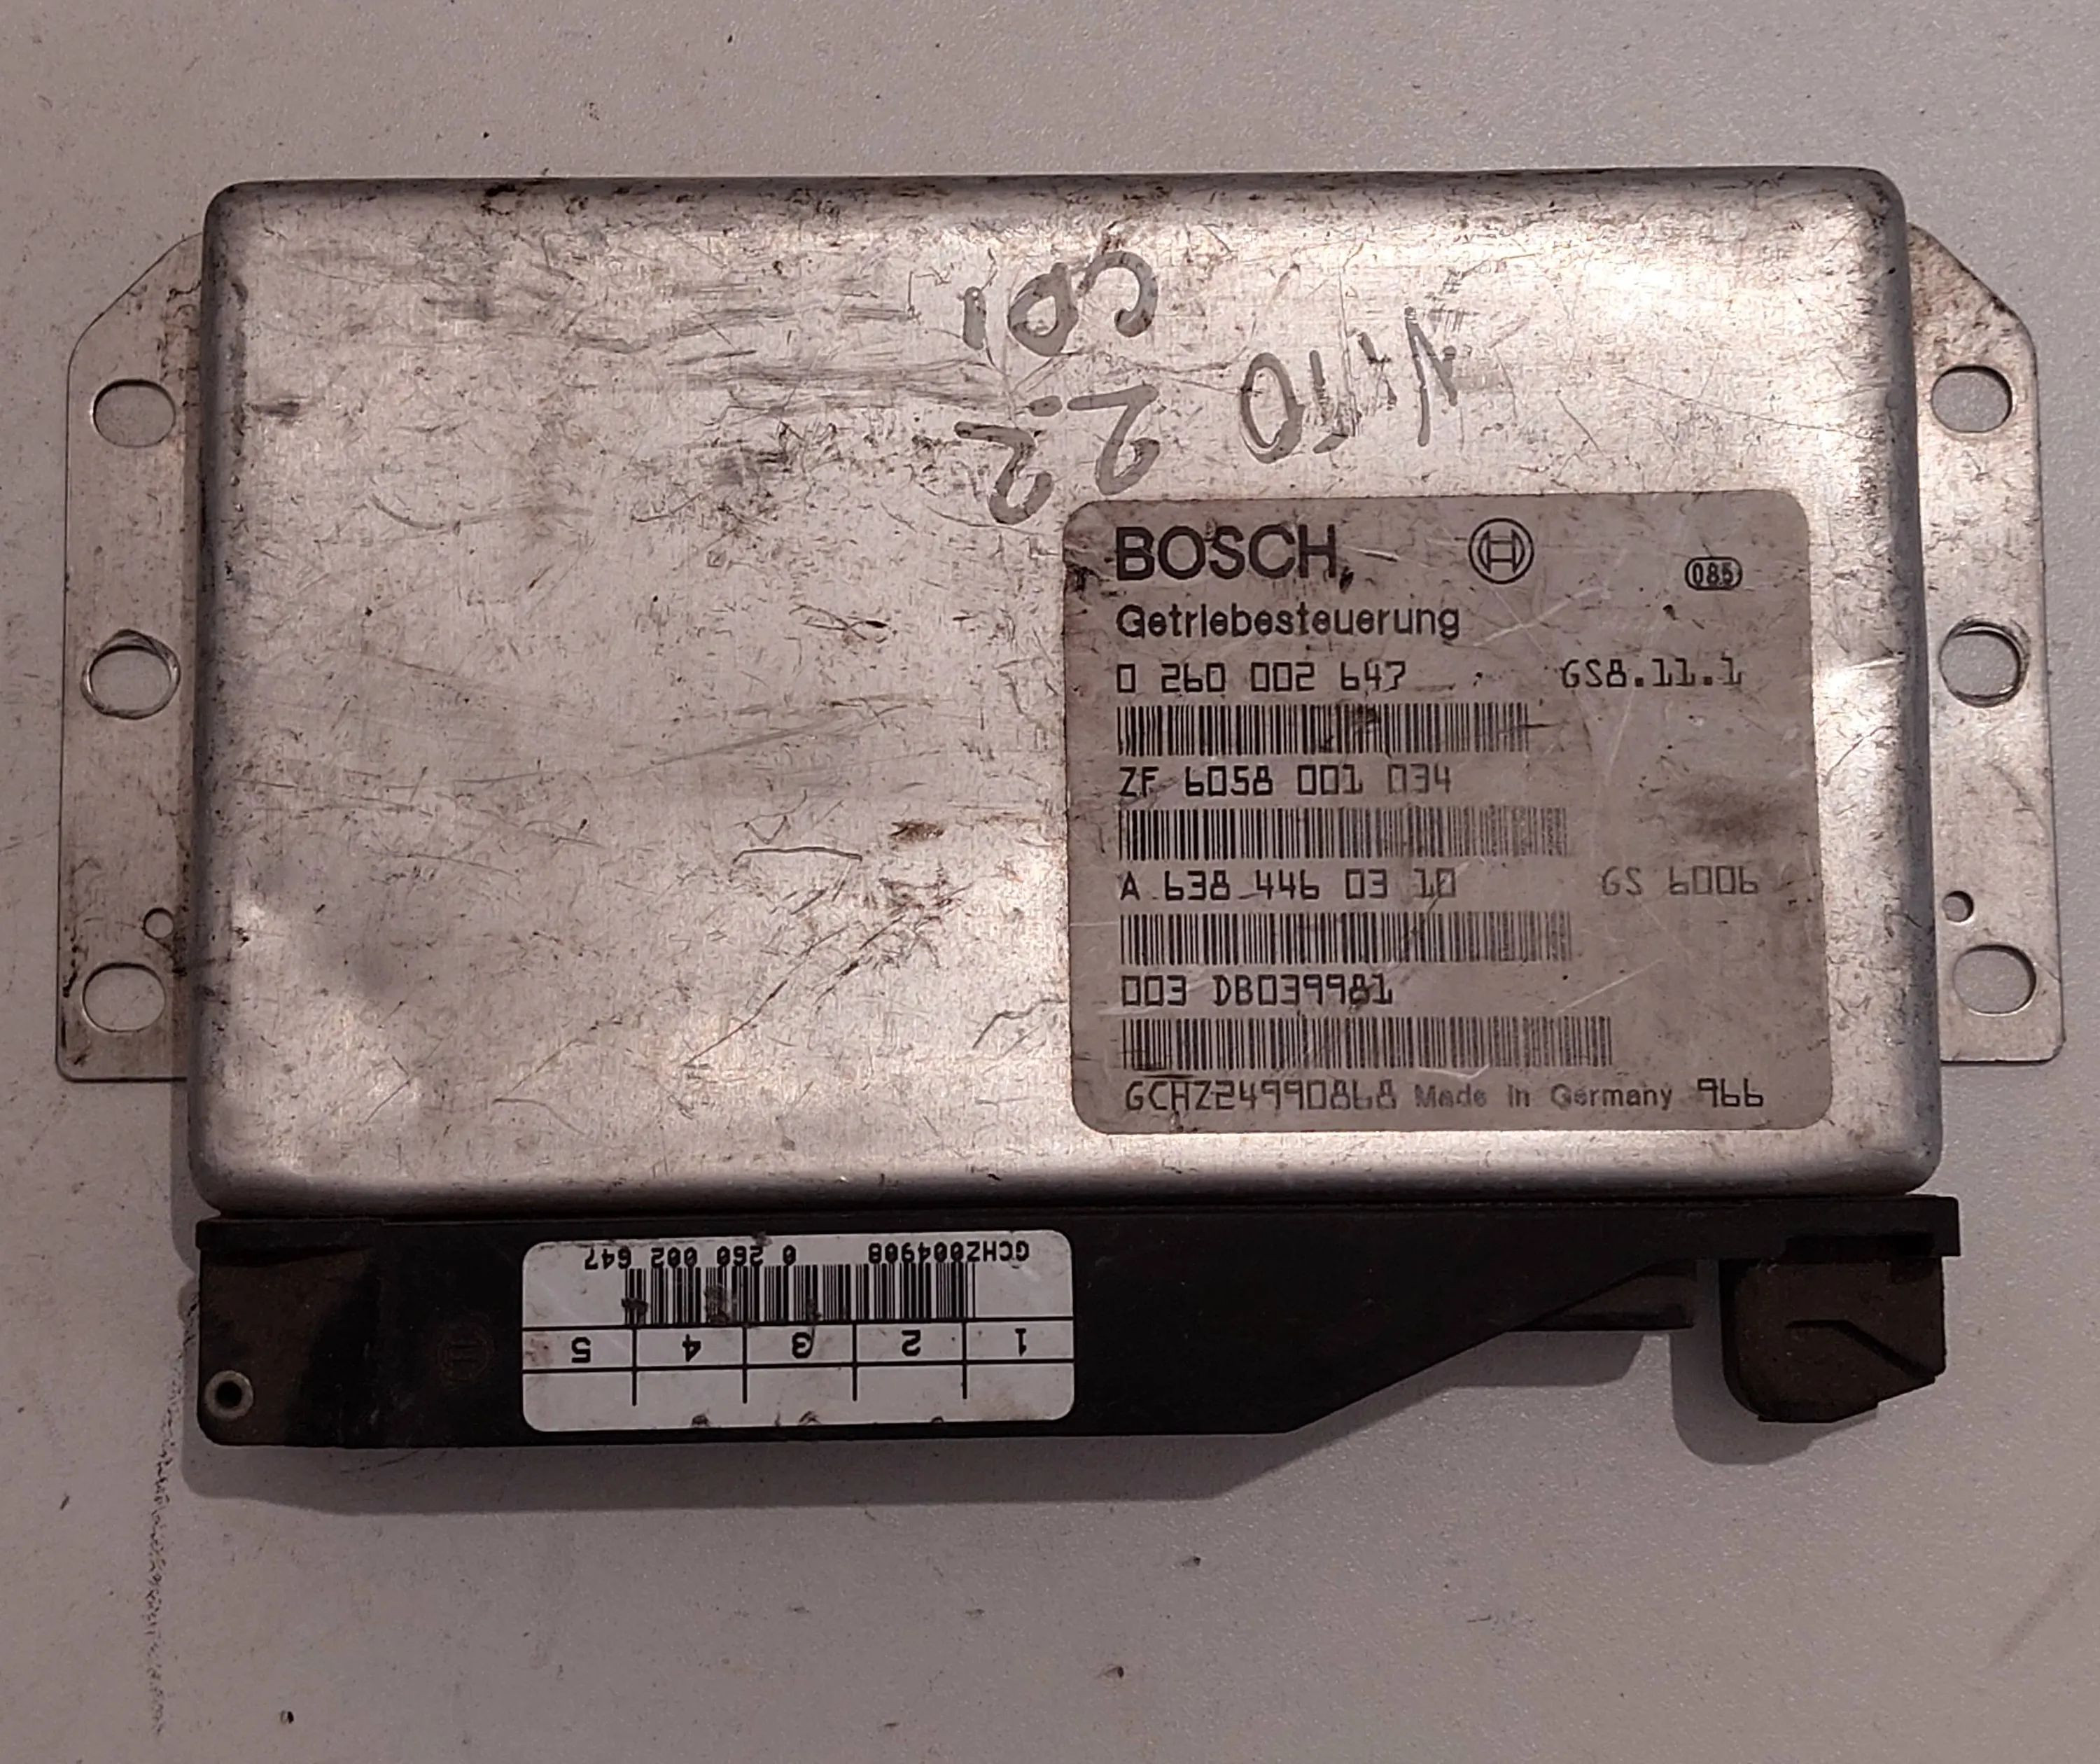 VITO
2.2
CDI
BOSCH
085
Getriebesteuerung
0 260 002 647 GS8.11.1
ZF 6058 001 034
A 638 446 03 10 GS 6006
003 DB039981
GCHZ24990868 Made in Germany 966
GCHZ004908 0 260 002 647
1 2 3 4 5